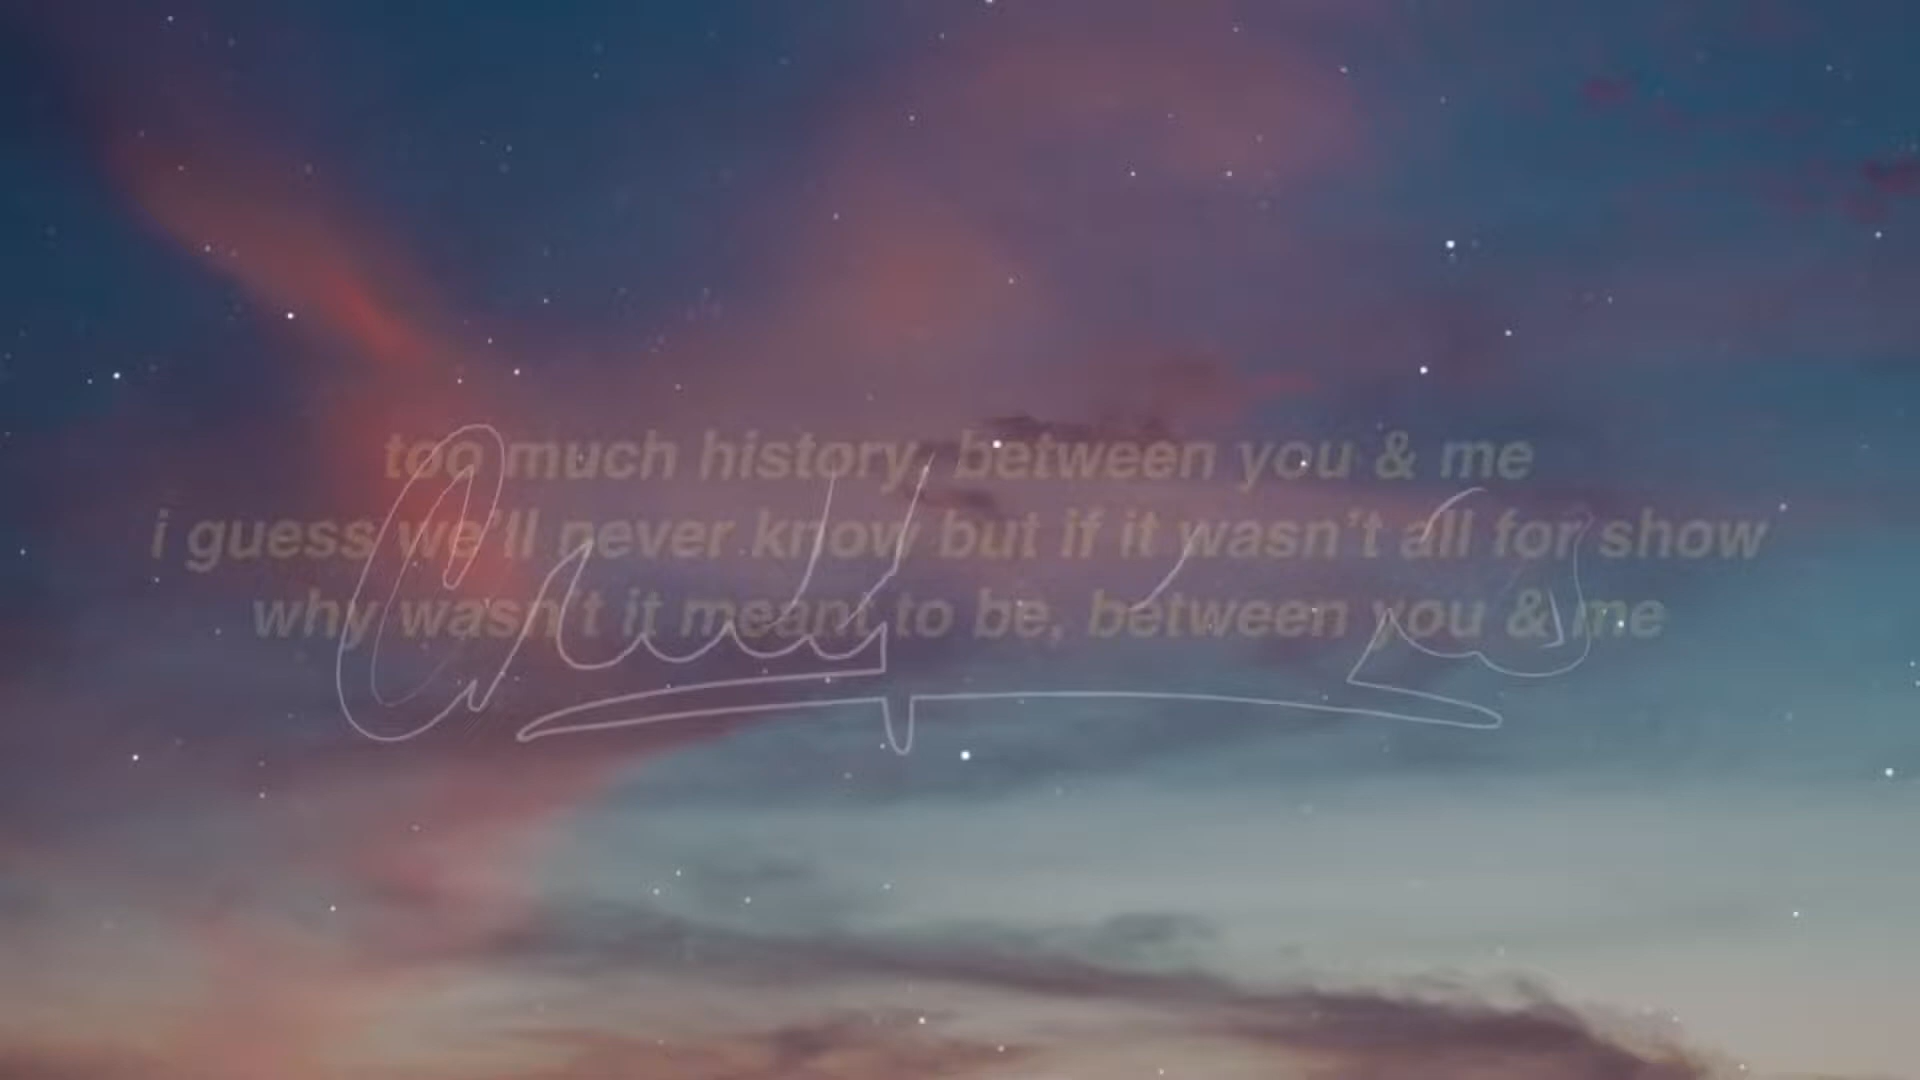 too much history, between you & me
i guess we'll never know but if it wasn't all for show
why wasn't it meant to be, between you & me